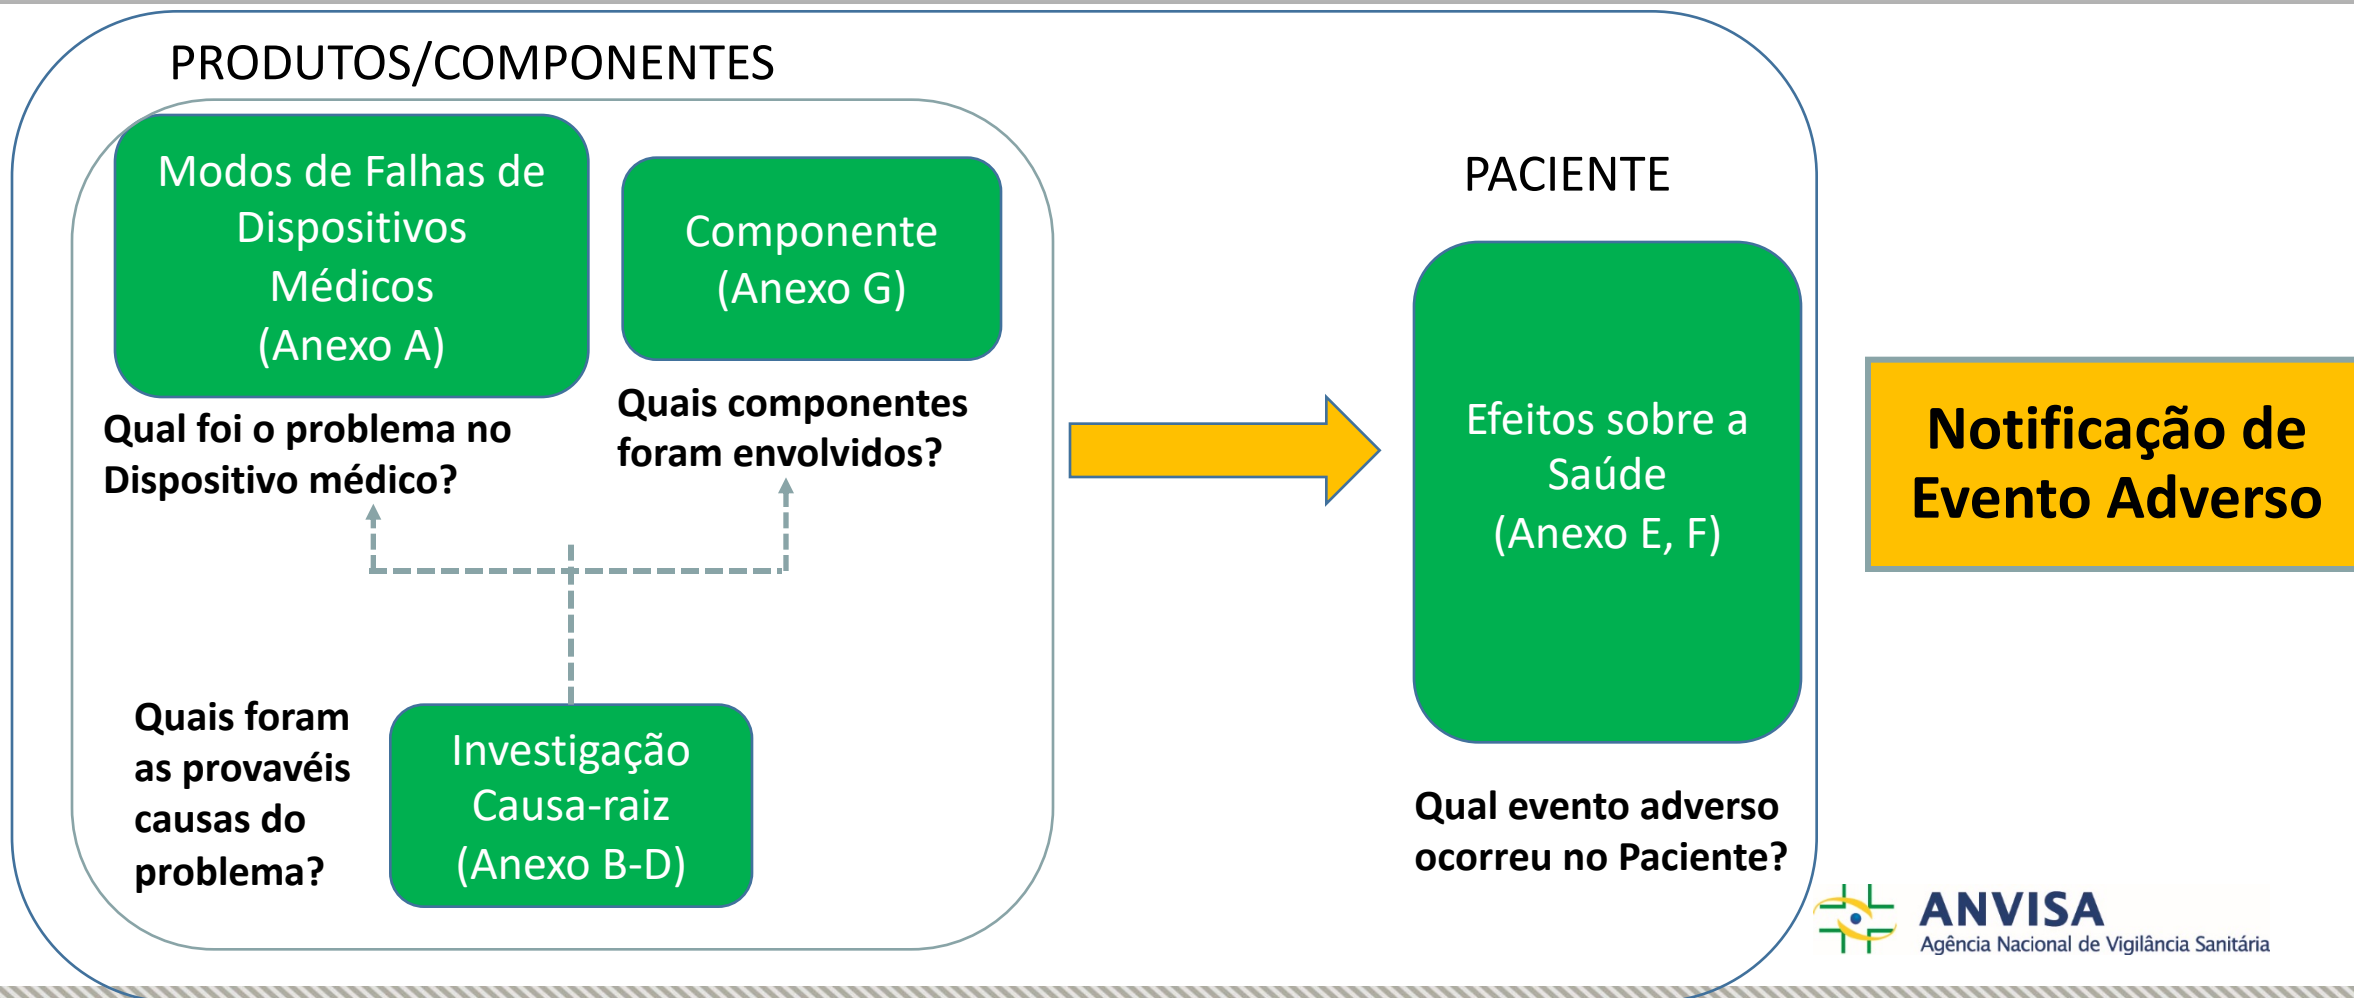 PRODUTOS/COMPONENTES
Modos de Falhas de
Dispositivos
Médicos
(Anexo A)
Qual foi o problema no
Dispositivo médico?
Componente
(Anexo G)
Quais componentes
foram envolvidos?
Quais foram
as provavéis
causas do
problema?
Investigação
Causa-raiz
(Anexo B-D)
PACIENTE
Efeitos sobre a
Saúde
(Anexo E, F)
Qual evento adverso
ocorreu no Paciente?
Notificação de
Evento Adverso
ANVISA
Agência Nacional de Vigilância Sanitária